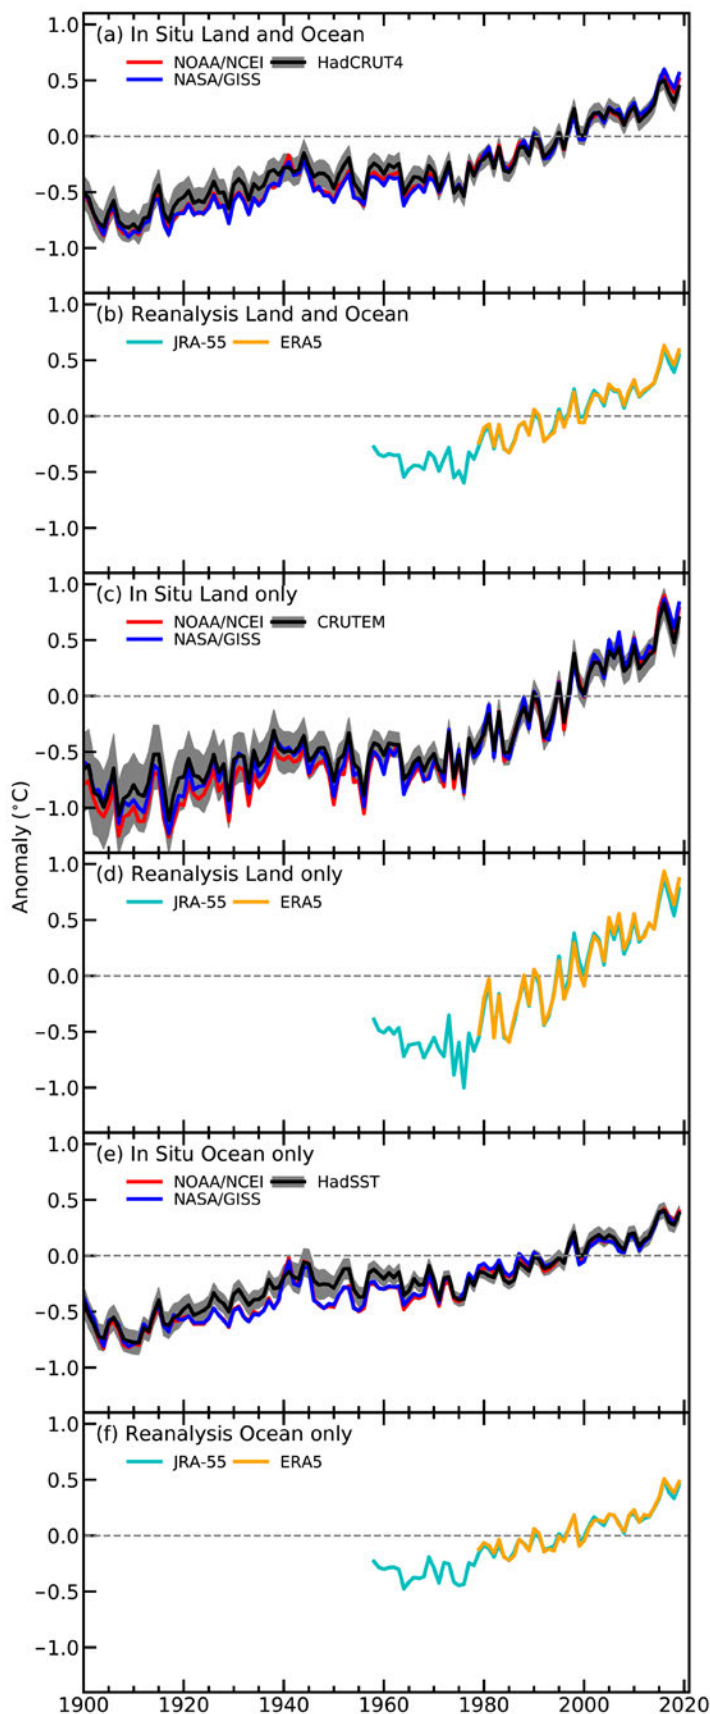 (a) In Situ Land and Ocean
NOAA/NCEI HadCRUT4
NASA/GISS
1.0
0.5
0.0
−0.5
−1.0
(b) Reanalysis Land and Ocean
JRA-55 ERA5
1.0
0.5
0.0
−0.5
−1.0
(c) In Situ Land only
NOAA/NCEI CRUTEM
NASA/GISS
1.0
0.5
0.0
−0.5
−1.0
Anomaly (°C)
(d) Reanalysis Land only
JRA-55 ERA5
1.0
0.5
0.0
−0.5
−1.0
(e) In Situ Ocean only
NOAA/NCEI HadSST
NASA/GISS
1.0
0.5
0.0
−0.5
−1.0
(f) Reanalysis Ocean only
JRA-55 ERA5
1.0
0.5
0.0
−0.5
−1.0
1900 1920 1940 1960 1980 2000 2020